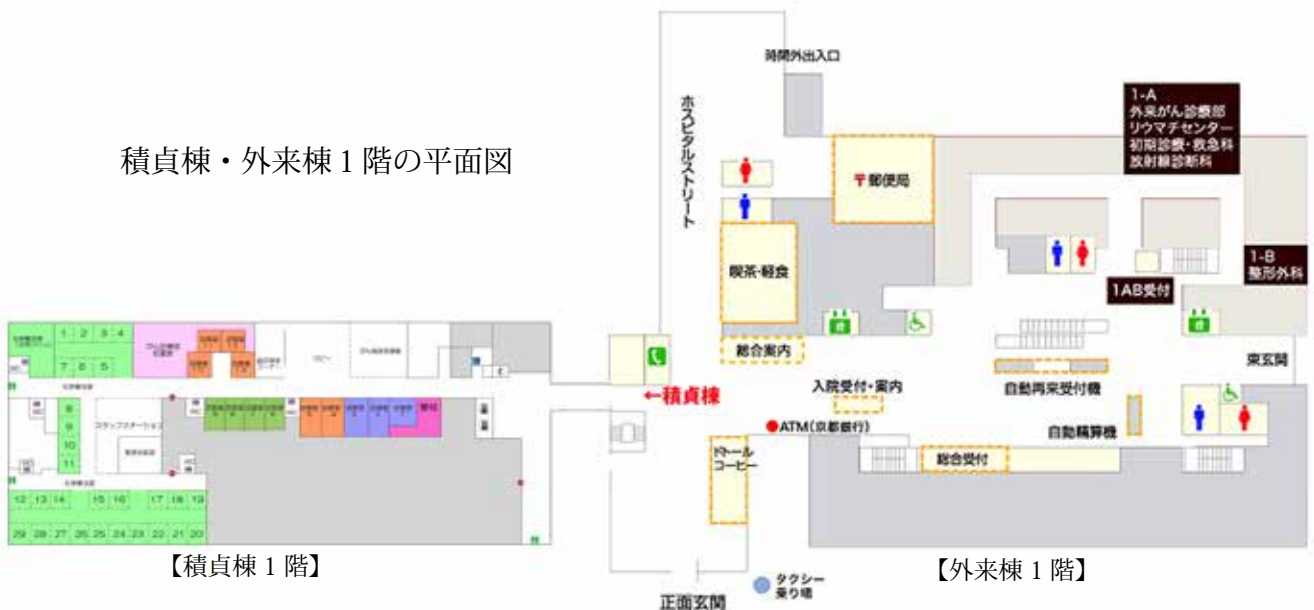 積貞棟・外来棟1階の平面図
時間外出入口
ホスピタルストリート
〒郵便局
喫茶・軽食
総合案内
1-A
外来がん診療部
リウマチセンター
初期診療・救急科
放射線診断科
1-B
整形外科
1AB受付
東玄関
自動再来受付機
自動精算機
入院受付・案内
←積貞棟
ATM(京都銀行)
ドトール
コーヒー
総合受付
タクシー
乗り場
正面玄関
1 2 3 4
7 6 5
ロビー
8
9
10
11
スタッフステーション
受付
12 13 14 15 16 17 18 19
29 28 27 26 25 24 23 22 21 20
【積貞棟1階】
【外来棟1階】